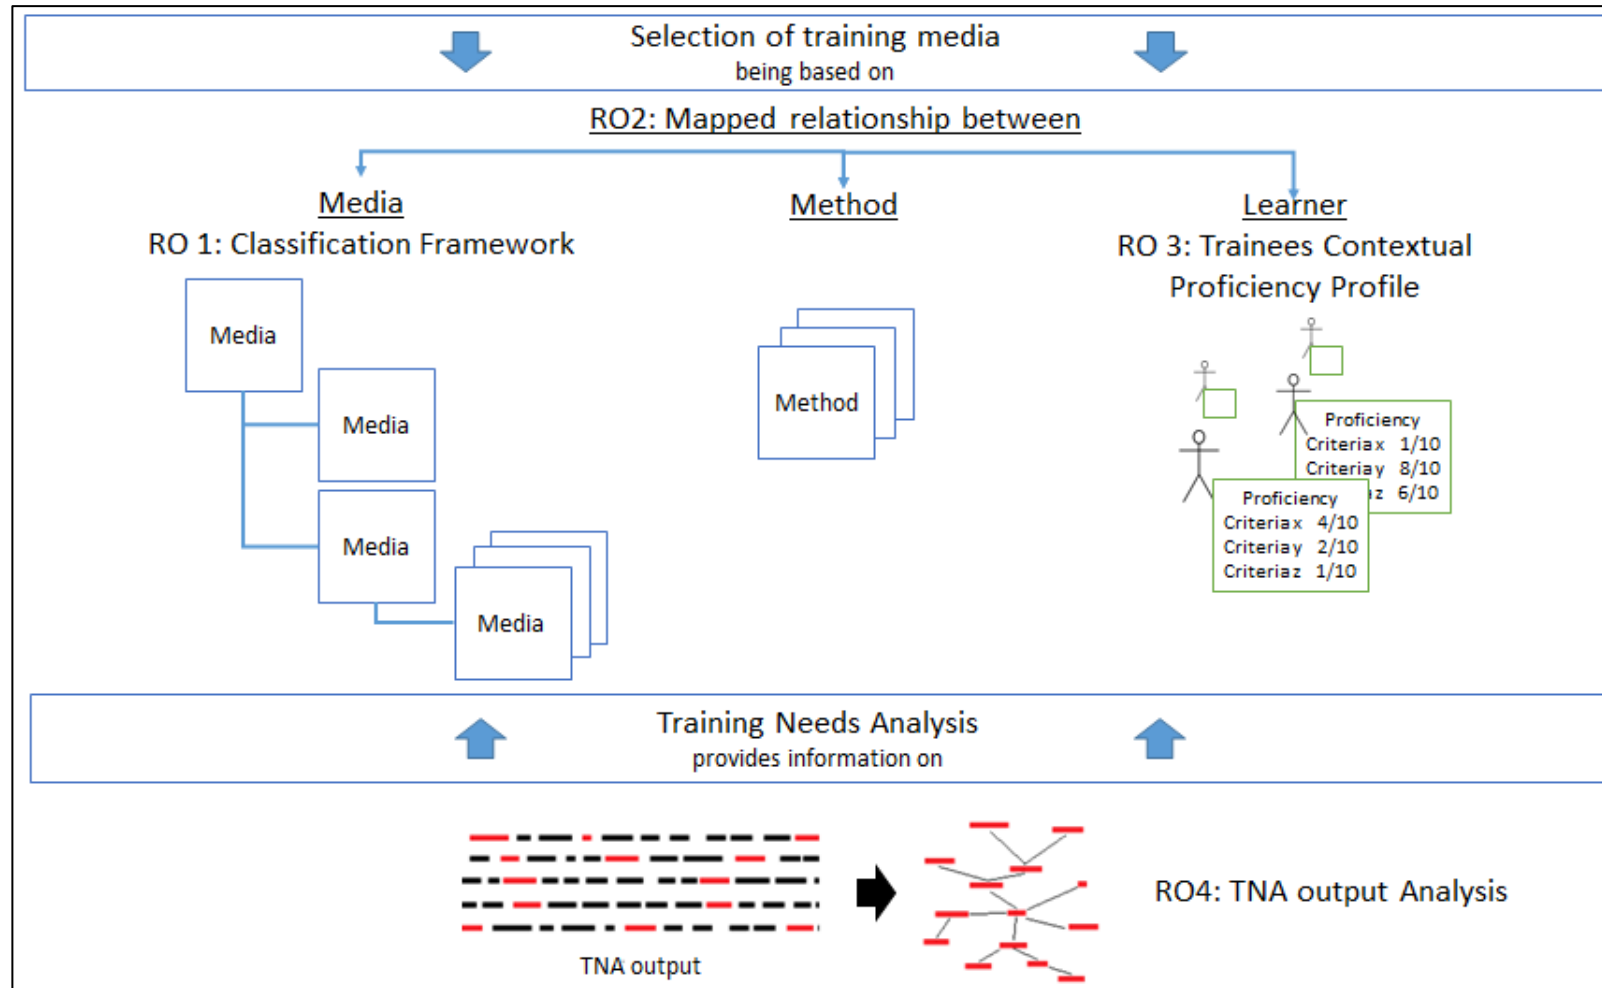 Selection of training media
being based on
RO2: Mapped relationship between
Media
Method
Learner
RO 1: Classification Framework
RO 3: Trainees Contextual
Proficiency Profile
Media
Media
Media
Media
Method
Proficiency
Criteria x 1/10
Criteria y 8/10
z 6/10
Proficiency
Criteria x 4/10
Criteria y 2/10
Criteria z 1/10
Training Needs Analysis
provides information on
TNA output
RO4: TNA output Analysis